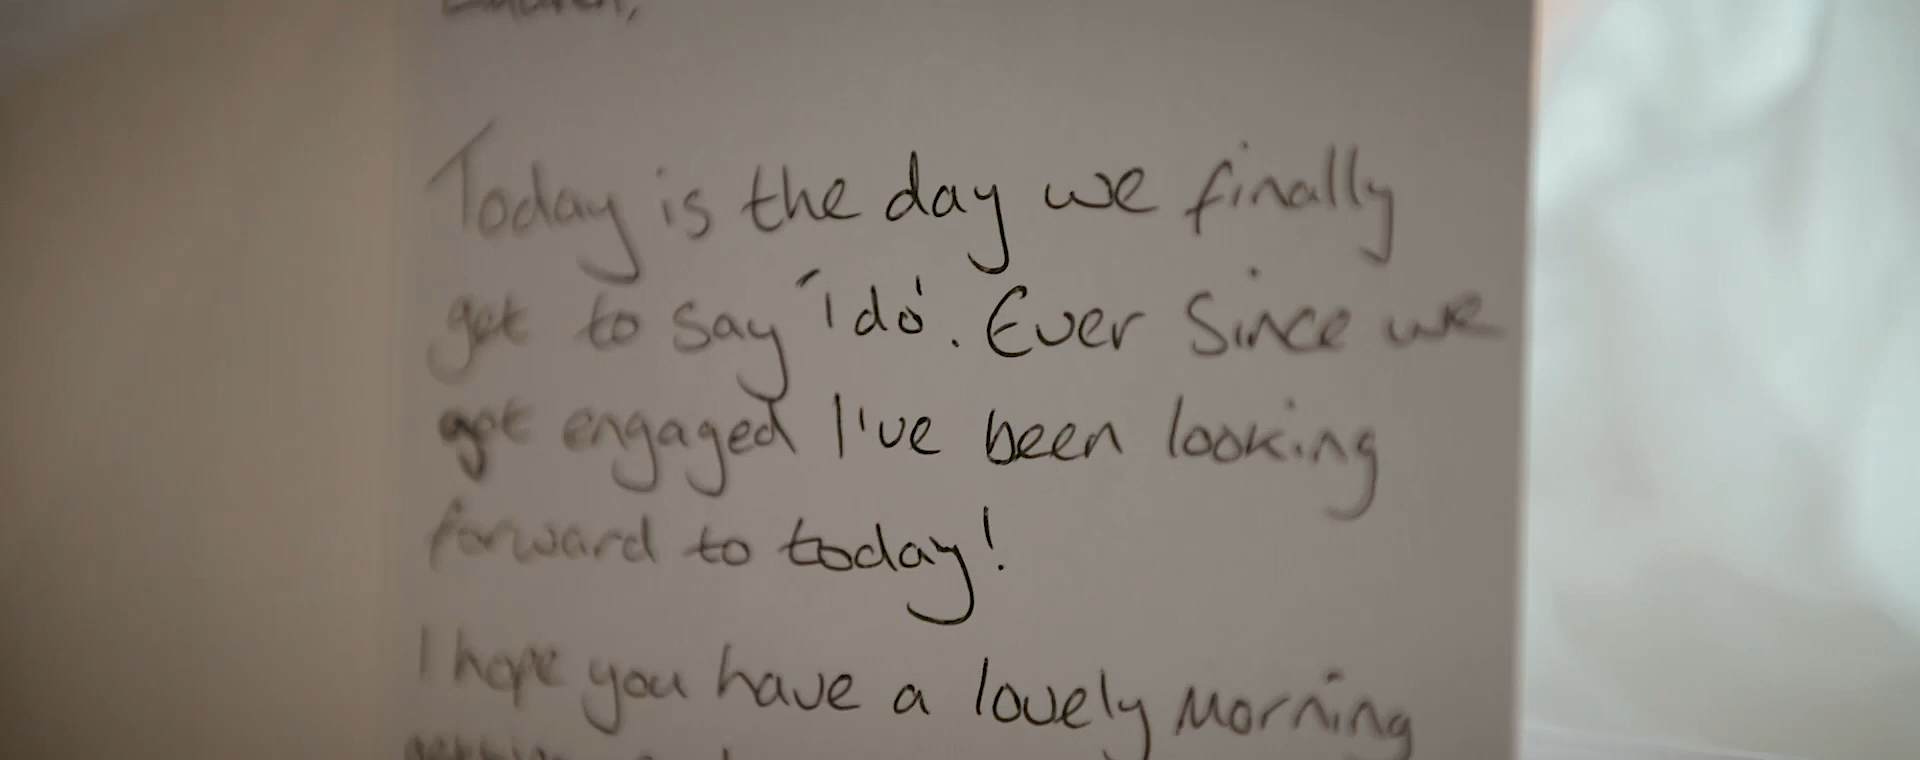 Today is the day we finally
get to say 'I do'. Ever since we
got engaged I've been looking
forward to today!
I hope you have a lovely morning